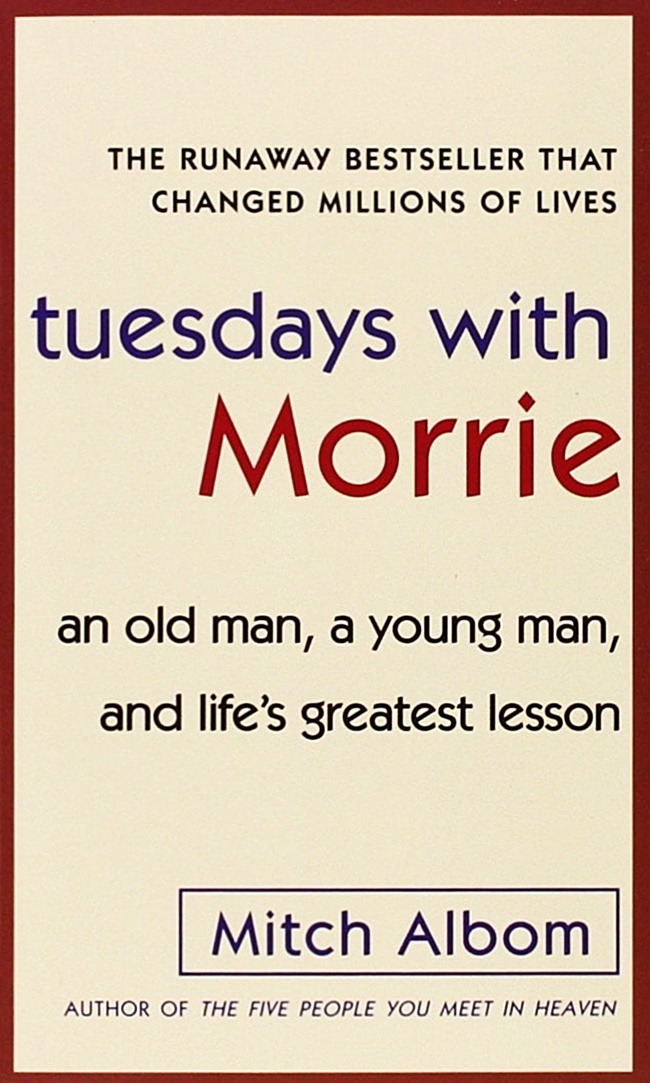 THE RUNAWAY BESTSELLER THAT
CHANGED MILLIONS OF LIVES
tuesdays with
Morrie
an old man, a young man,
and life's greatest lesson
Mitch Albom
AUTHOR OF THE FIVE PEOPLE YOU MEET IN HEAVEN